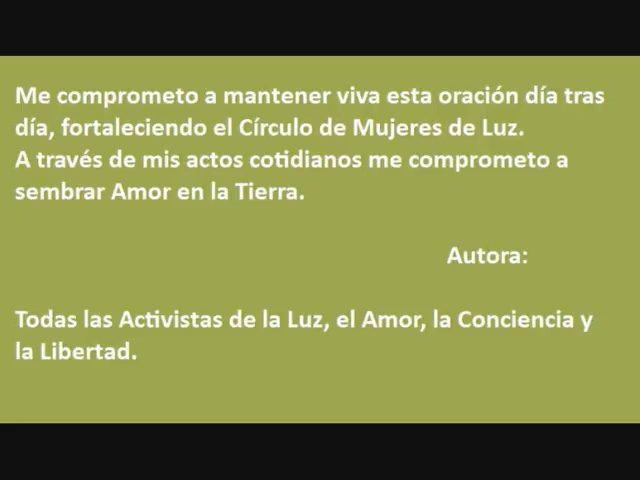 Me comprometo a mantener viva esta oración día tras
día, fortaleciendo el Círculo de Mujeres de Luz.
A través de mis actos cotidianos me comprometo a
sembrar Amor en la Tierra.
Autora:
Todas las Activistas de la Luz, el Amor, la Conciencia y
la Libertad.